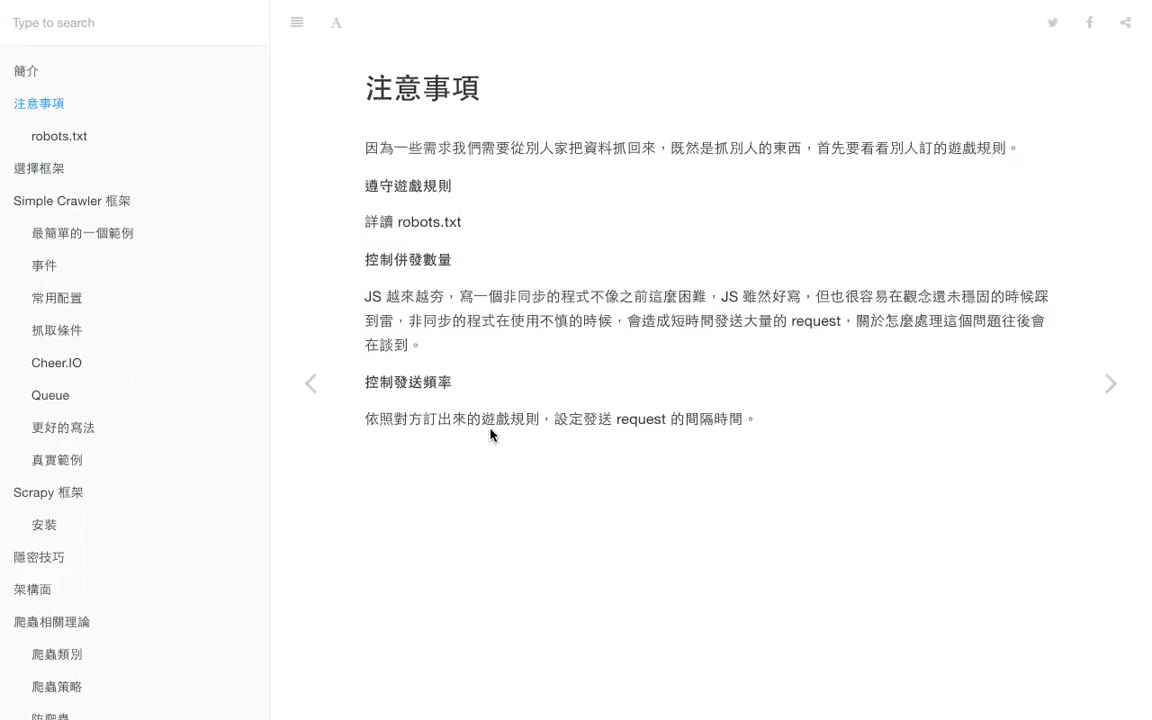 Type to search
簡介
注意事項
robots.txt
選擇框架
Simple Crawler 框架
最簡單的一個範例
事件
常用配置
抓取條件
Cheer.IO
Queue
更好的寫法
真實範例
Scrapy 框架
安裝
隱密技巧
架構面
爬蟲相關理論
爬蟲類別
爬蟲策略
防爬蟲
A
注意事項
因為一些需求我們需要從別人家把資料抓回來，既然是抓別人的東西，首先要看看別人訂的遊戲規則。
遵守遊戲規則
詳讀 robots.txt
控制併發數量
JS 越來越夯，寫一個非同步的程式不像之前這麼困難，JS 雖然好寫，但也很容易在觀念還未穩固的時候踩
到雷，非同步的程式在使用不慎的時候，會造成短時間發送大量的 request，關於怎麼處理這個問題往後會
在談到。
控制發送頻率
依照對方訂出來的遊戲規則，設定發送 request 的間隔時間。